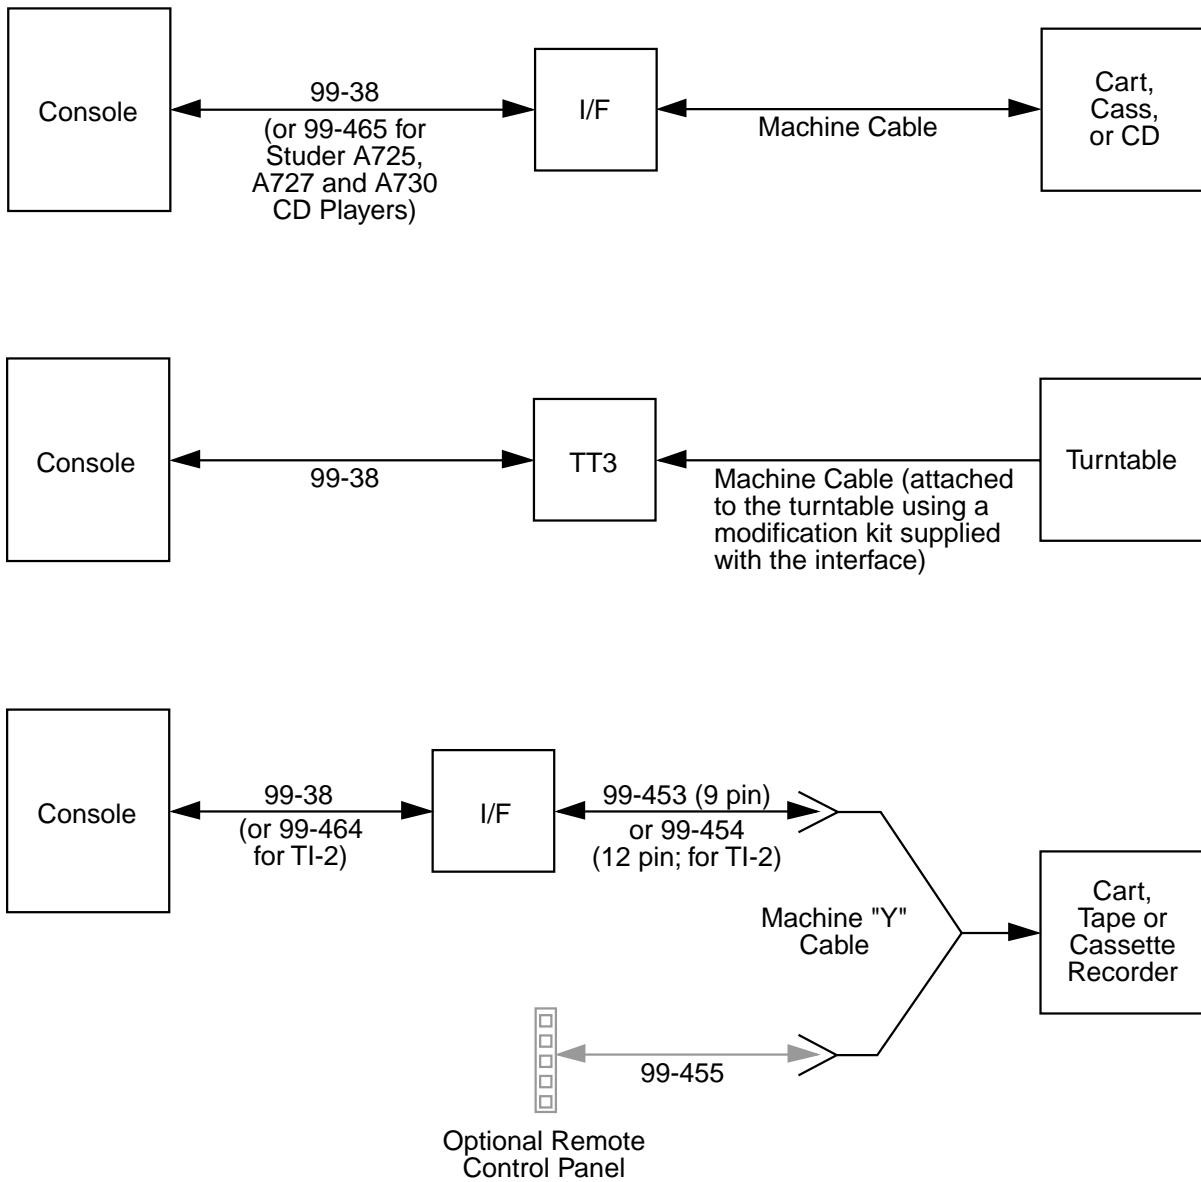 Console
99-38
(or 99-465 for
Studer A725,
A727 and A730
CD Players)
I/F
Machine Cable
Cart,
Cass,
or CD
Console
99-38
TT3
Machine Cable (attached
to the turntable using a
modification kit supplied
with the interface)
Turntable
Console
99-38
(or 99-464
for TI-2)
I/F
99-453 (9 pin)
or 99-454
(12 pin; for TI-2)
Machine "Y"
Cable
Cart,
Tape or
Cassette
Recorder
99-455
Optional Remote
Control Panel